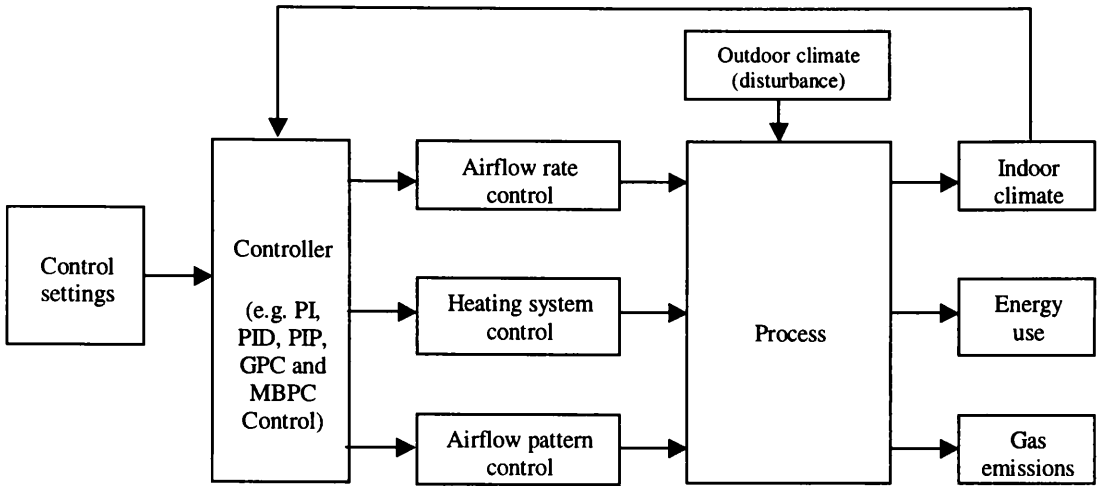 Outdoor climate
(disturbance)
Control
settings
Controller
(e.g. PI,
PID, PIP,
GPC and
MBPC
Control)
Airflow rate
control
Heating system
control
Airflow pattern
control
Process
Indoor
climate
Energy
use
Gas
emissions